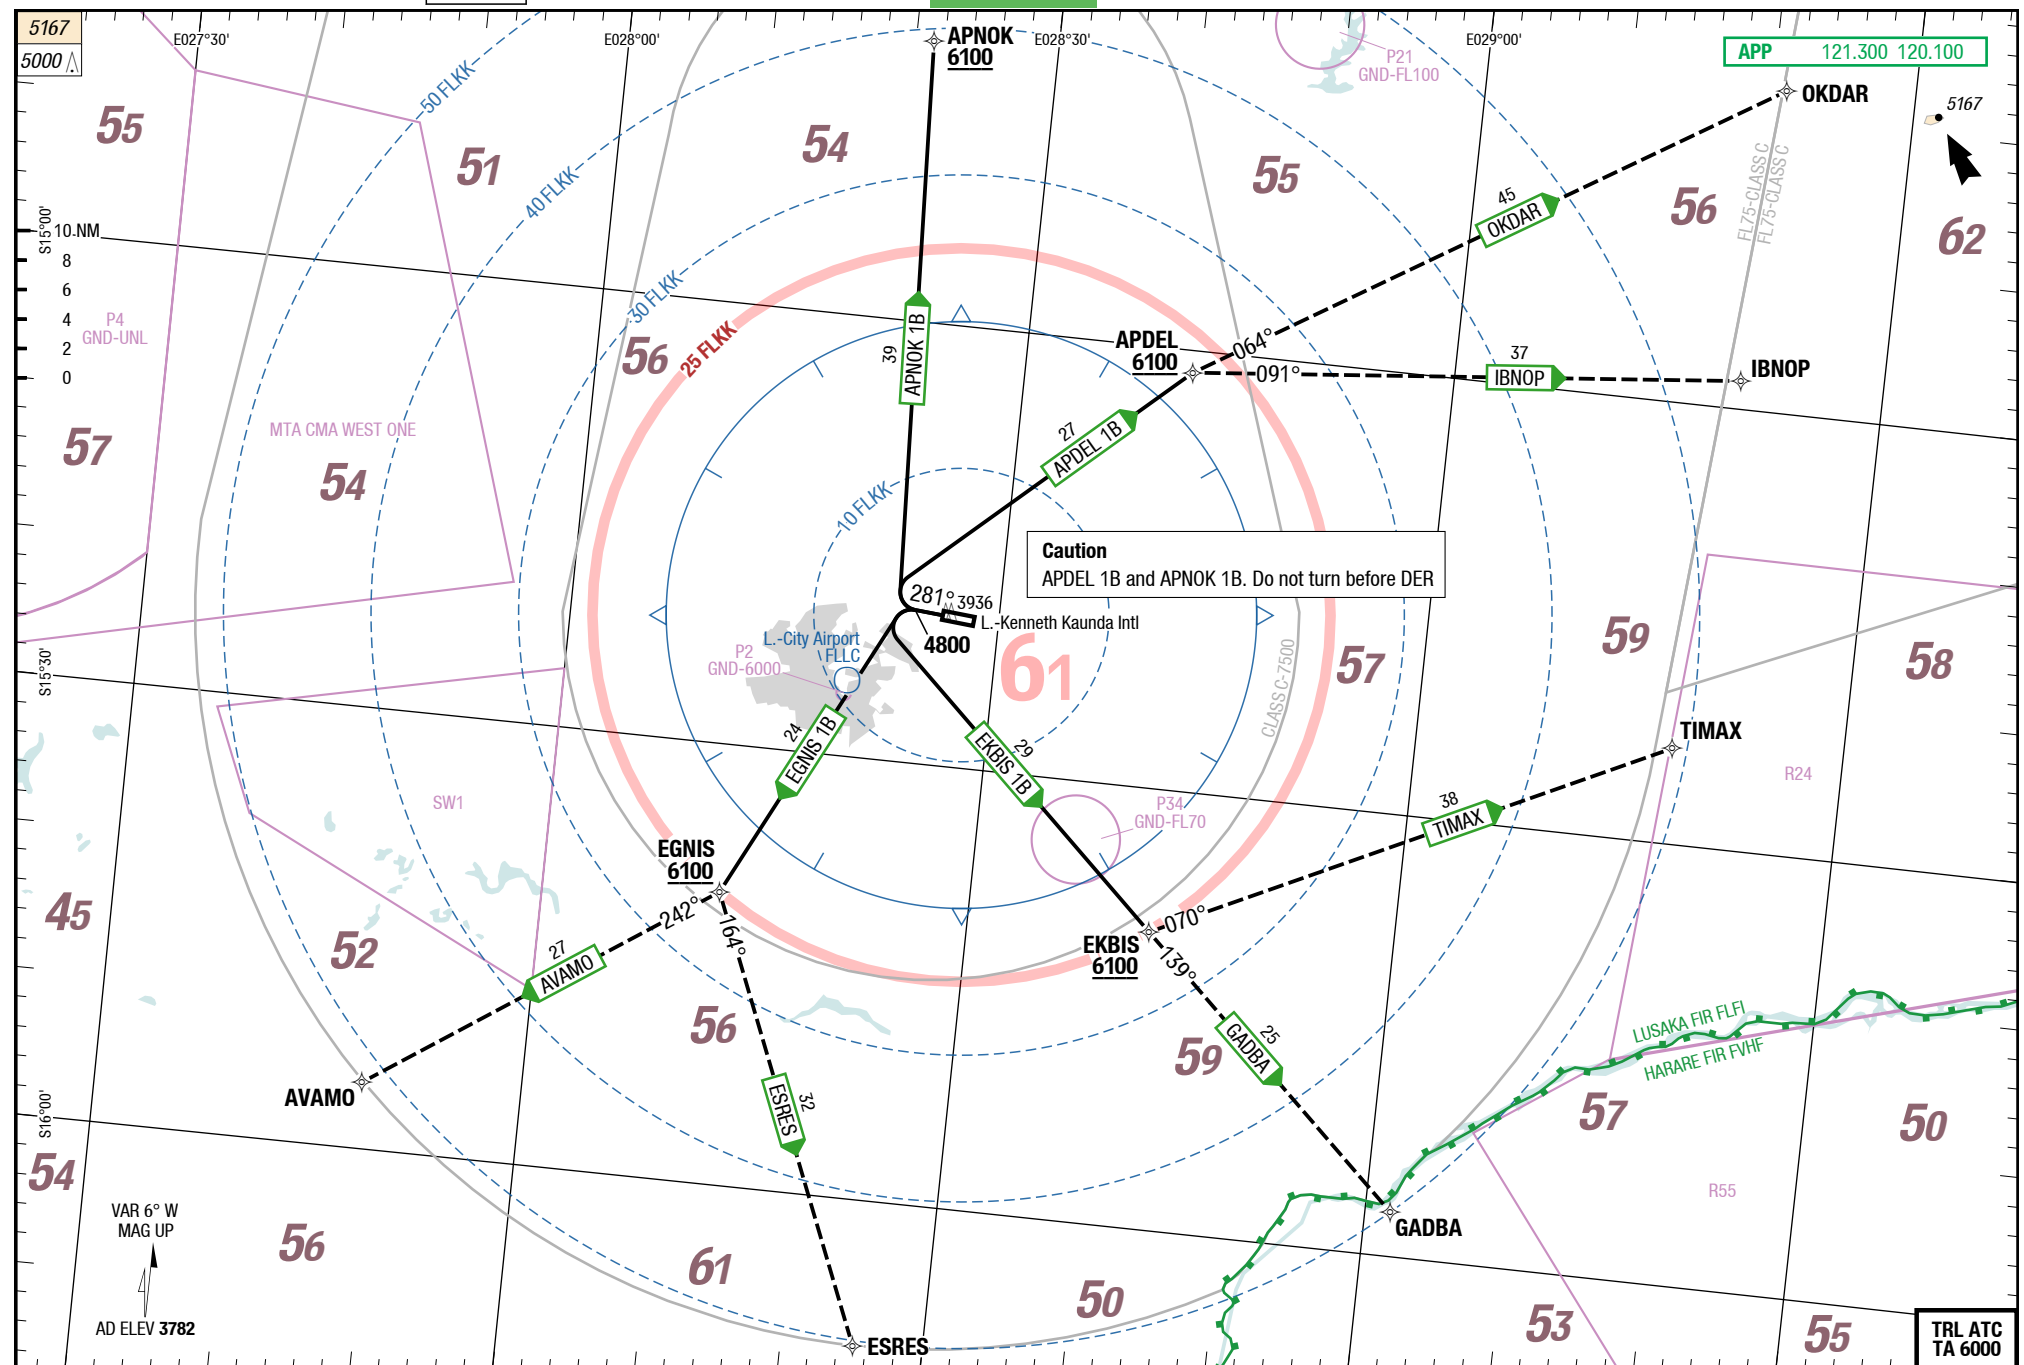 5167
5000
E027°30'
E028°00'
APNOK
6100
E028°30'
P21
GND-FL100
E029°00'
APP 121.300 120.100
OKDAR
5167
50 FLKK
55
51
54
55
56
62
40 FLKK
45
OKDAR
FL75-CLASS C
FL75-CLASS C
S15°00'
10 NM
8
6
4
2
0
P4
GND-UNL
30 FLKK
25 FLKK
56
39
APNOK 1B
APDEL
6100
064°
091°
37
IBNOP
IBNOP
MTA CMA WEST ONE
57
54
27
APDEL 1B
10 FLKK
Caution
APDEL 1B and APNOK 1B. Do not turn before DER
281°
3936
L.-Kenneth Kaunda Intl
4800
L.-City Airport
FLLC
P2
GND-6000
61
CLASS C-7500
57
59
58
S15°30'
24
EGNIS 1B
29
EKBIS 1B
TIMAX
R24
SW1
P34
GND-FL70
38
TIMAX
EGNIS
6100
242°
164°
45
52
27
AVAMO
EKBIS
6100
070°
139°
56
59
25
GADBA
LUSAKA FIR FLFI
HARARE FIR FVHF
AVAMO
32
ESRES
57
50
S16°00'
54
R55
VAR 6° W
MAG UP
56
GADBA
61
50
53
55
AD ELEV 3782
ESRES
TRL ATC
TA 6000